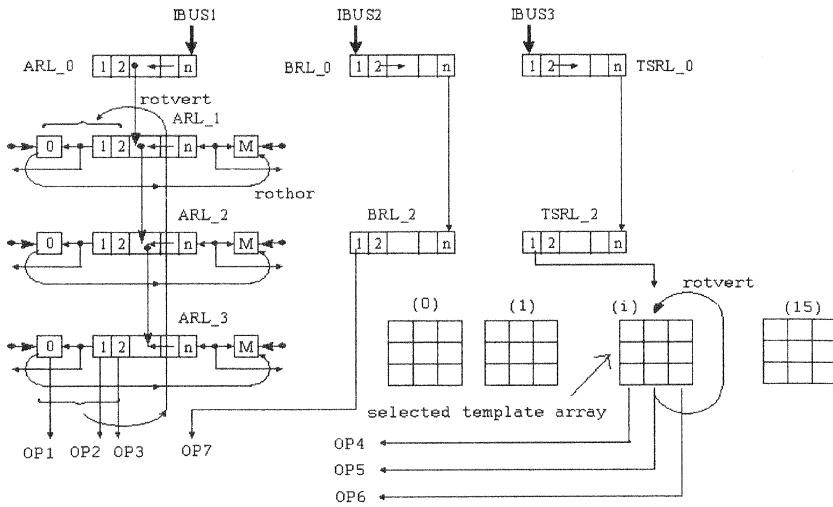 IBUS1 IBUS2 IBUS3
ARL_0 1 2 n BRL_0 1 2 n 1 2 n TSRL_0
rotvert
ARL_1
0 1 2 n M
rothor
ARL_2 BRL_2 TSRL_2
0 1 2 n M 1 2 n 1 2 n
rotvert
(0) (1) (i) (15)
ARL_3
0 1 2 n M
selected template array
OP1 OP2 OP3 OP7 OP4
OP5
OP6